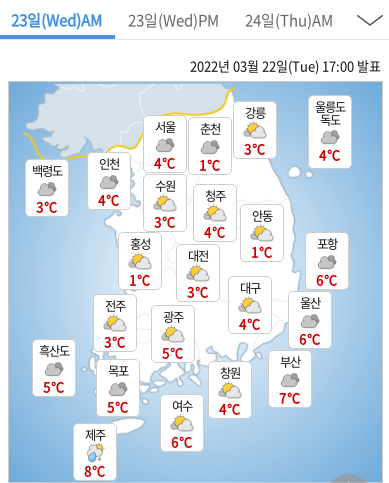 23일(Wed)AM 23일(Wed)PM 24일(Thu)AM
2022년 03월 22일(Tue) 17:00 발표
서울
4℃
춘천
1℃
강릉
3℃
울릉도
독도
4℃
백령도
3℃
인천
4℃
수원
3℃
청주
4℃
안동
1℃
홍성
1℃
대전
3℃
포항
6℃
대구
4℃
전주
3℃
광주
5℃
울산
6℃
흑산도
5℃
목포
5℃
창원
4℃
부산
7℃
여수
6℃
제주
8℃